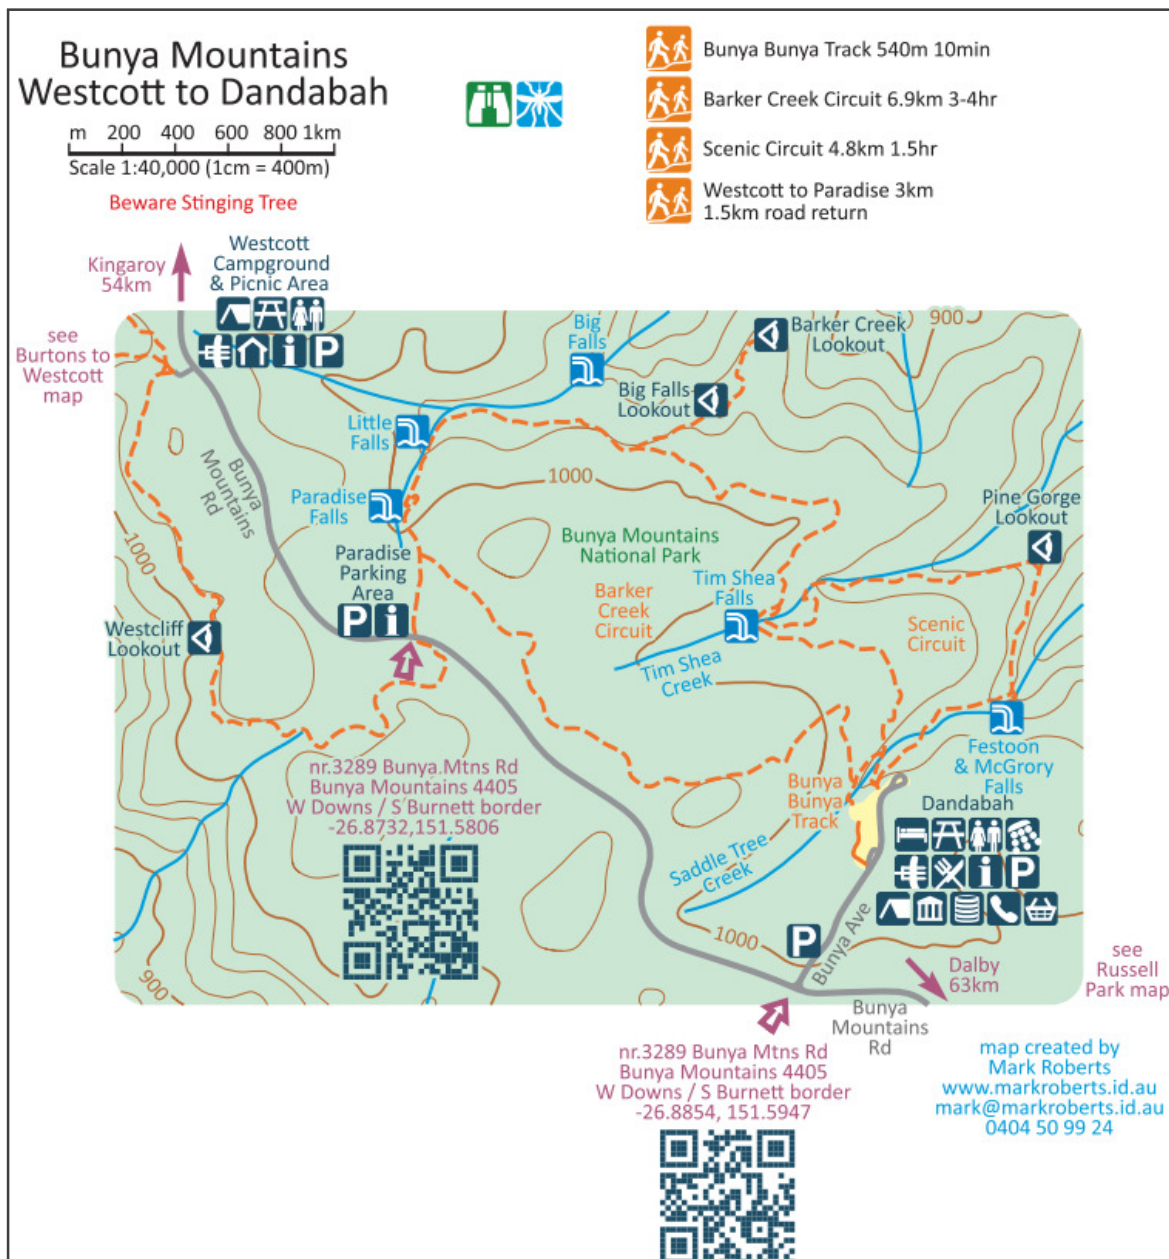 Bunya Mountains
Westcott to Dandabah
m 200 400 600 800 1km
Scale 1:40,000 (1cm = 400m)
Beware Stinging Tree
Bunya Bunya Track 540m 10min
Barker Creek Circuit 6.9km 3-4hr
Scenic Circuit 4.8km 1.5hr
Westcott to Paradise 3km
1.5km road return
Kingaroy
54km
Westcott
Campground
& Picnic Area
i
P
see
Burtons to
Westcott
map
Big
Falls
Barker Creek
Lookout
900
Big Falls
Lookout
Little
Falls
Bunya
Mountains
Rd
1000
Paradise
Falls
Pine Gorge
Lookout
Bunya Mountains
National Park
1000
Paradise
Parking
Area
P
i
Barker
Creek
Circuit
Tim Shea
Falls
Scenic
Circuit
Westcliff
Lookout
Tim Shea
Creek
Festoon
& McGrory
Falls
nr.3289 Bunya Mtns Rd
Bunya Mountains 4405
W Downs / S Burnett border
-26.8732,151.5806
Bunya
Bunya
Track
Dandabah
i
P
Saddle Tree
Creek
1000
P
Bunya Ave
900
Dalby
63km
see
Russell
Park map
Bunya
Mountains
Rd
nr.3289 Bunya Mtns Rd
Bunya Mountains 4405
W Downs / S Burnett border
-26.8854, 151.5947
map created by
Mark Roberts
www.markroberts.id.au
mark@markroberts.id.au
0404 50 99 24